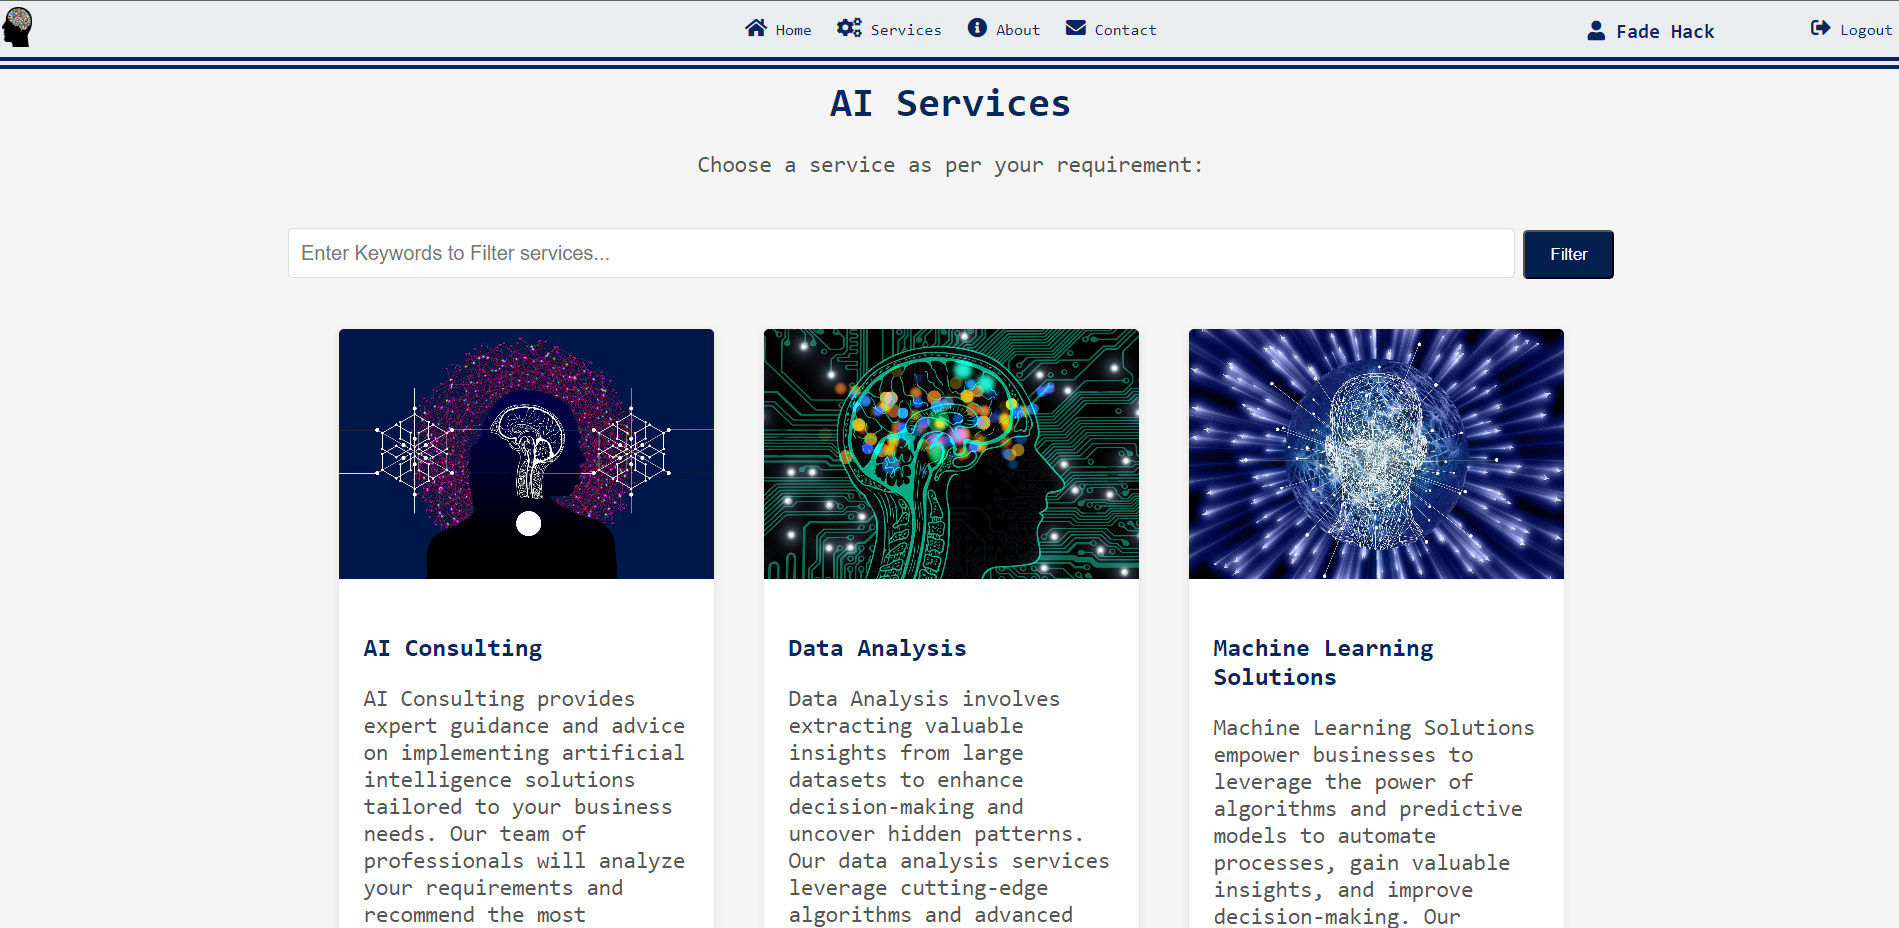 Home Services About Contact Fade Hack Logout
AI Services
Choose a service as per your requirement:
Enter Keywords to Filter services... Filter
AI Consulting
AI Consulting provides
expert guidance and advice
on implementing artificial
intelligence solutions
tailored to your business
needs. Our team of
professionals will analyze
your requirements and
recommend the most
Data Analysis
Data Analysis involves
extracting valuable
insights from large
datasets to enhance
decision-making and
uncover hidden patterns.
Our data analysis services
leverage cutting-edge
algorithms and advanced
Machine Learning
Solutions
Machine Learning Solutions
empower businesses to
leverage the power of
algorithms and predictive
models to automate
processes, gain valuable
insights, and improve
decision-making. Our